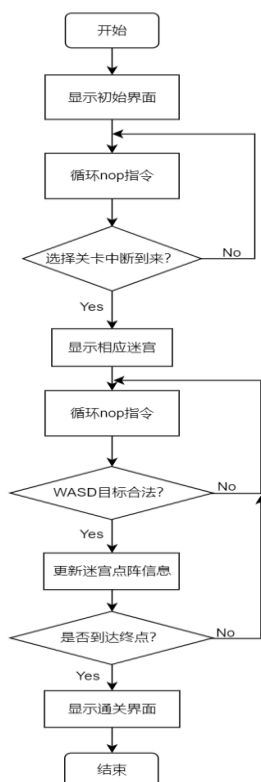 开始
显示初始界面
循环nop指令
选择关卡中断到来?
No
Yes
显示相应迷宫
循环nop指令
WASD目标合法?
No
Yes
更新迷宫点阵信息
是否到达终点?
No
Yes
显示通关界面
结束